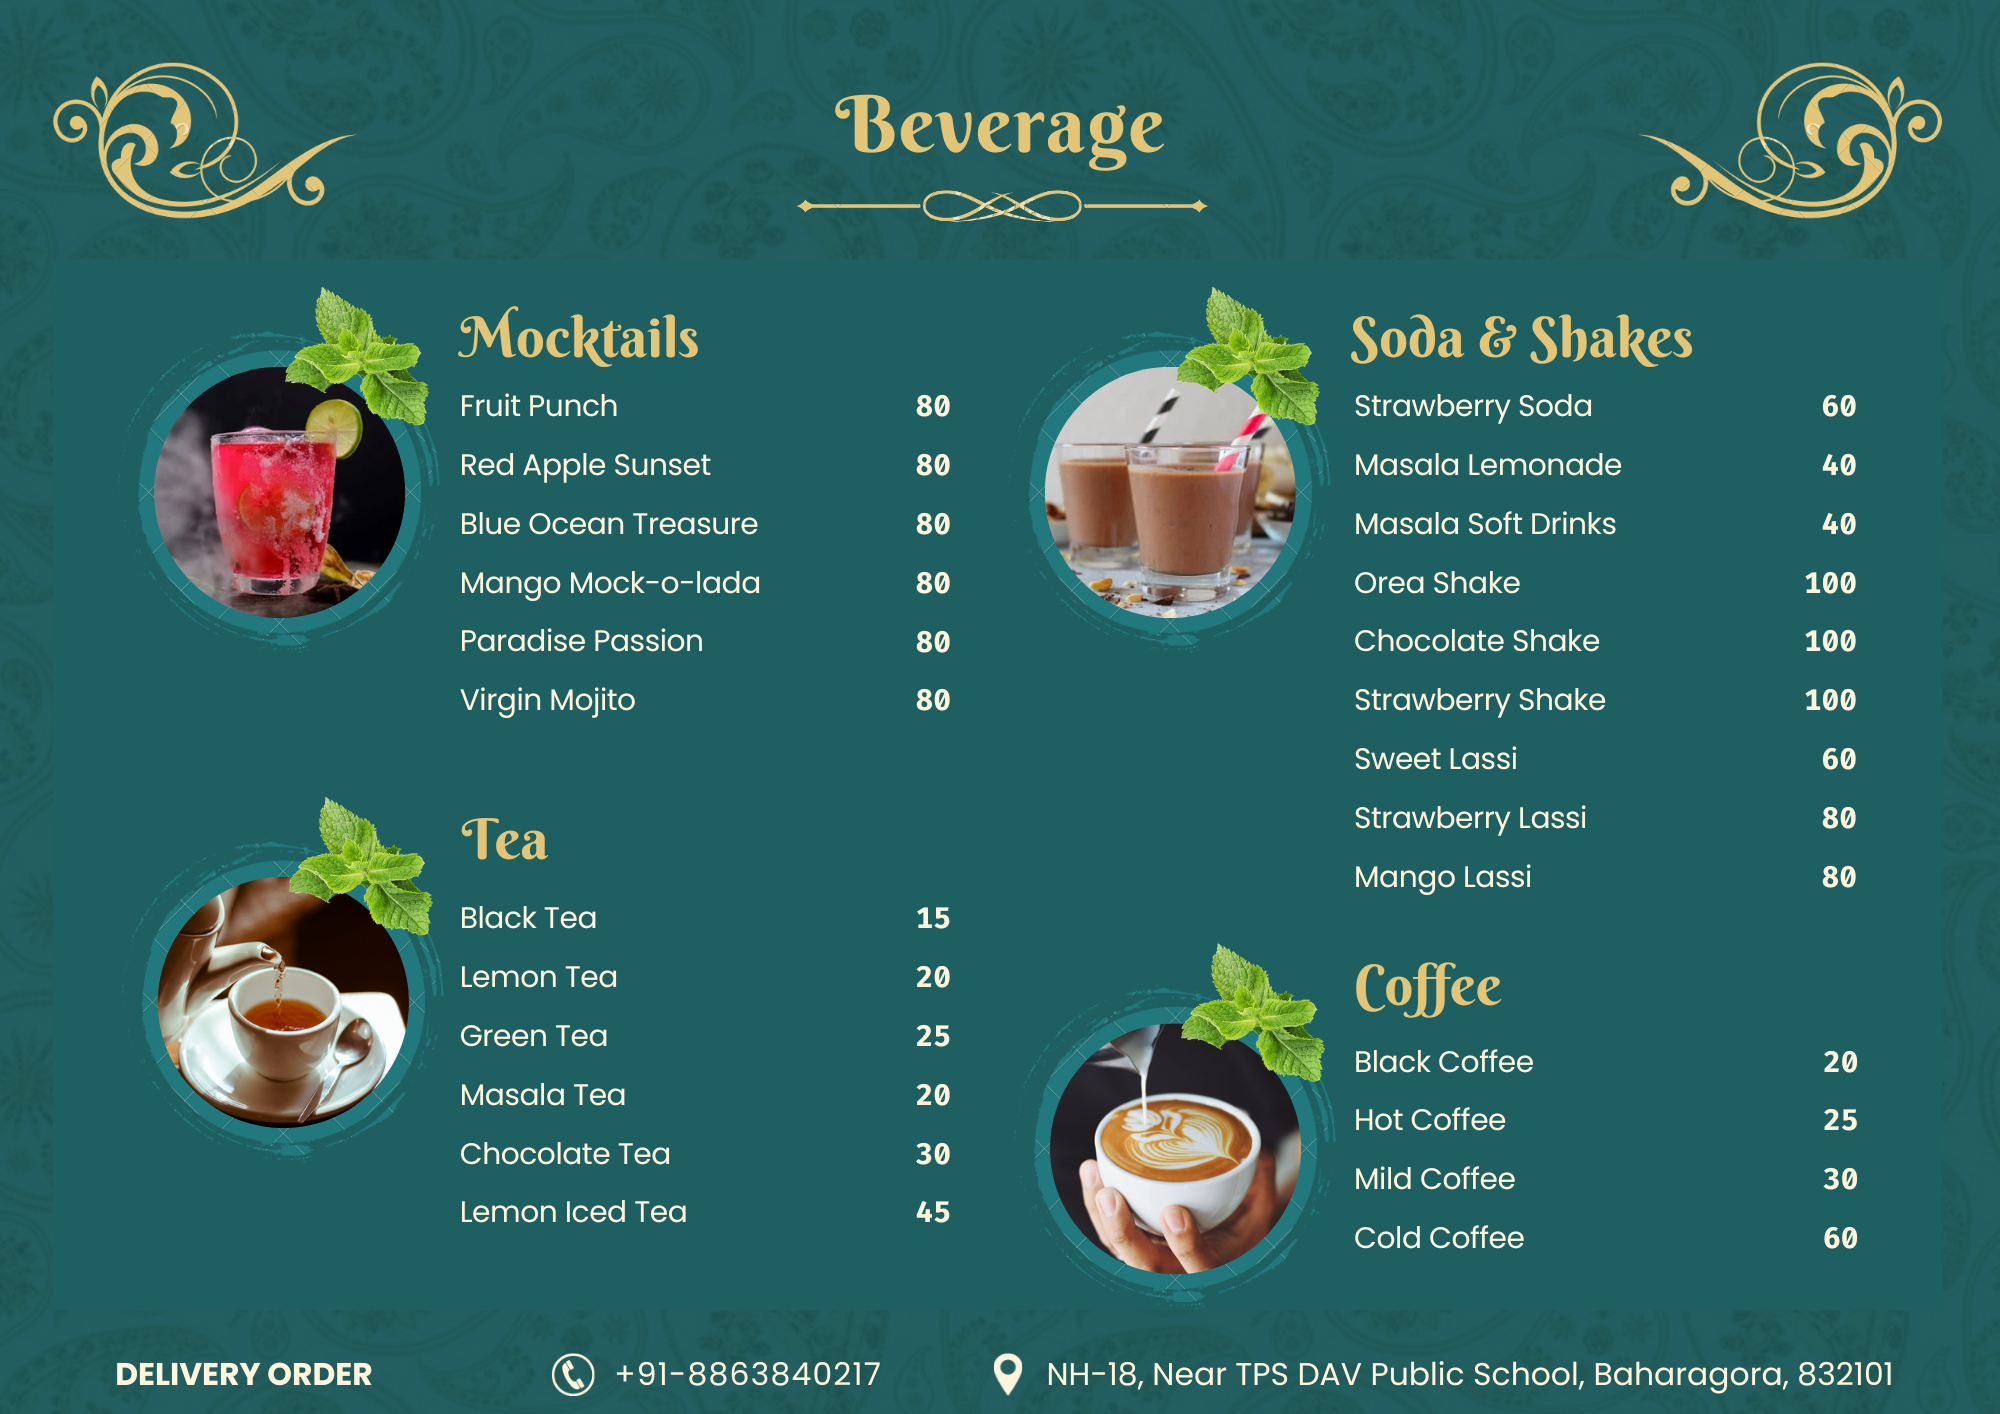 Beverage
Mocktails
Fruit Punch 80
Red Apple Sunset 80
Blue Ocean Treasure 80
Mango Mock-o-lada 80
Paradise Passion 80
Virgin Mojito 80
Tea
Black Tea 15
Lemon Tea 20
Green Tea 25
Masala Tea 20
Chocolate Tea 30
Lemon Iced Tea 45
Soda & Shakes
Strawberry Soda 60
Masala Lemonade 40
Masala Soft Drinks 40
Orea Shake 100
Chocolate Shake 100
Strawberry Shake 100
Sweet Lassi 60
Strawberry Lassi 80
Mango Lassi 80
Coffee
Black Coffee 20
Hot Coffee 25
Mild Coffee 30
Cold Coffee 60
DELIVERY ORDER +91-8863840217 NH-18, Near TPS DAV Public School, Baharagora, 832101